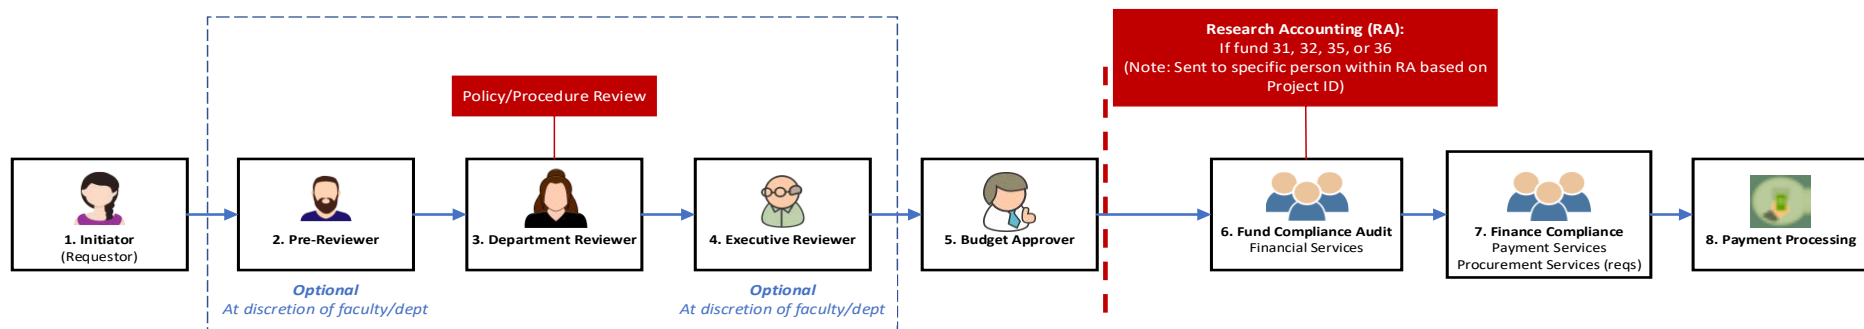 Research Accounting (RA):
If fund 31, 32, 35, or 36
(Note: Sent to specific person within RA based on
Project ID)
Policy/Procedure Review
1. Initiator
(Requestor)
2. Pre-Reviewer
3. Department Reviewer
4. Executive Reviewer
5. Budget Approver
6. Fund Compliance Audit
Financial Services
7. Finance Compliance
Payment Services
Procurement Services (reqs)
8. Payment Processing
Optional
At discretion of faculty/dept
Optional
At discretion of faculty/dept